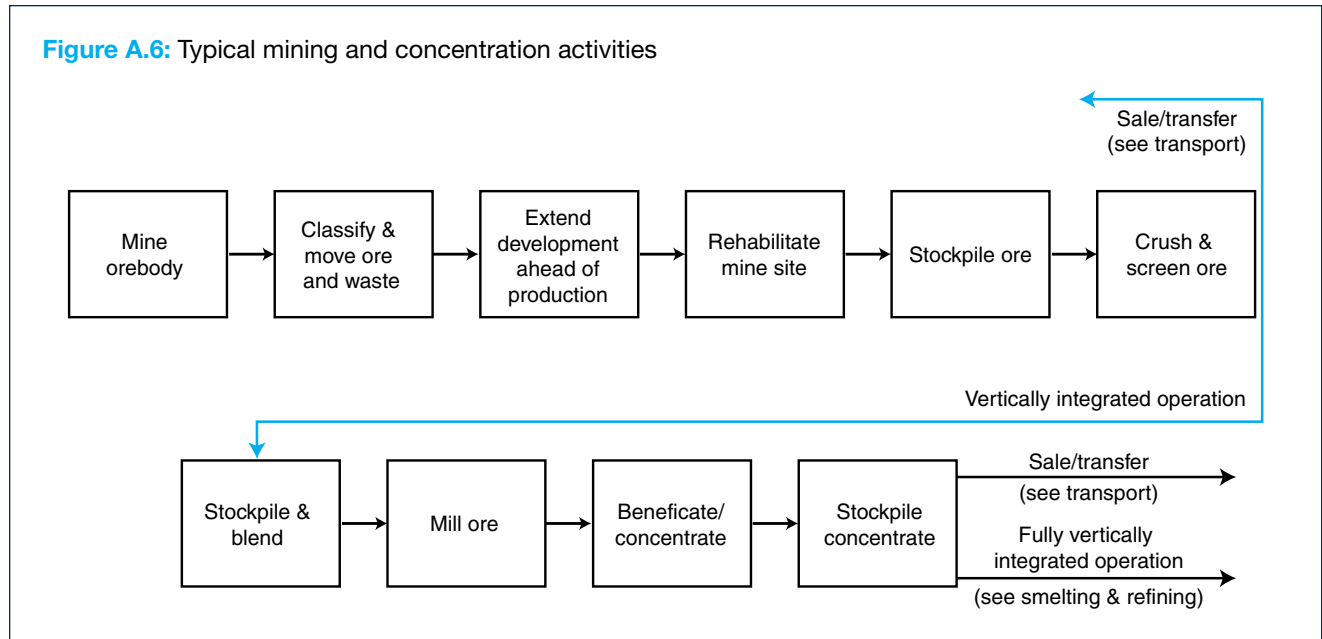 Figure A.6: Typical mining and concentration activities
Sale/transfer
(see transport)
Mine
orebody
Classify &
move ore
and waste
Extend
development
ahead of
production
Rehabilitate
mine site
Stockpile ore
Crush &
screen ore
Vertically integrated operation
Stockpile &
blend
Mill ore
Beneficate/
concentrate
Stockpile
concentrate
Sale/transfer
(see transport)
Fully vertically
integrated operation
(see smelting & refining)